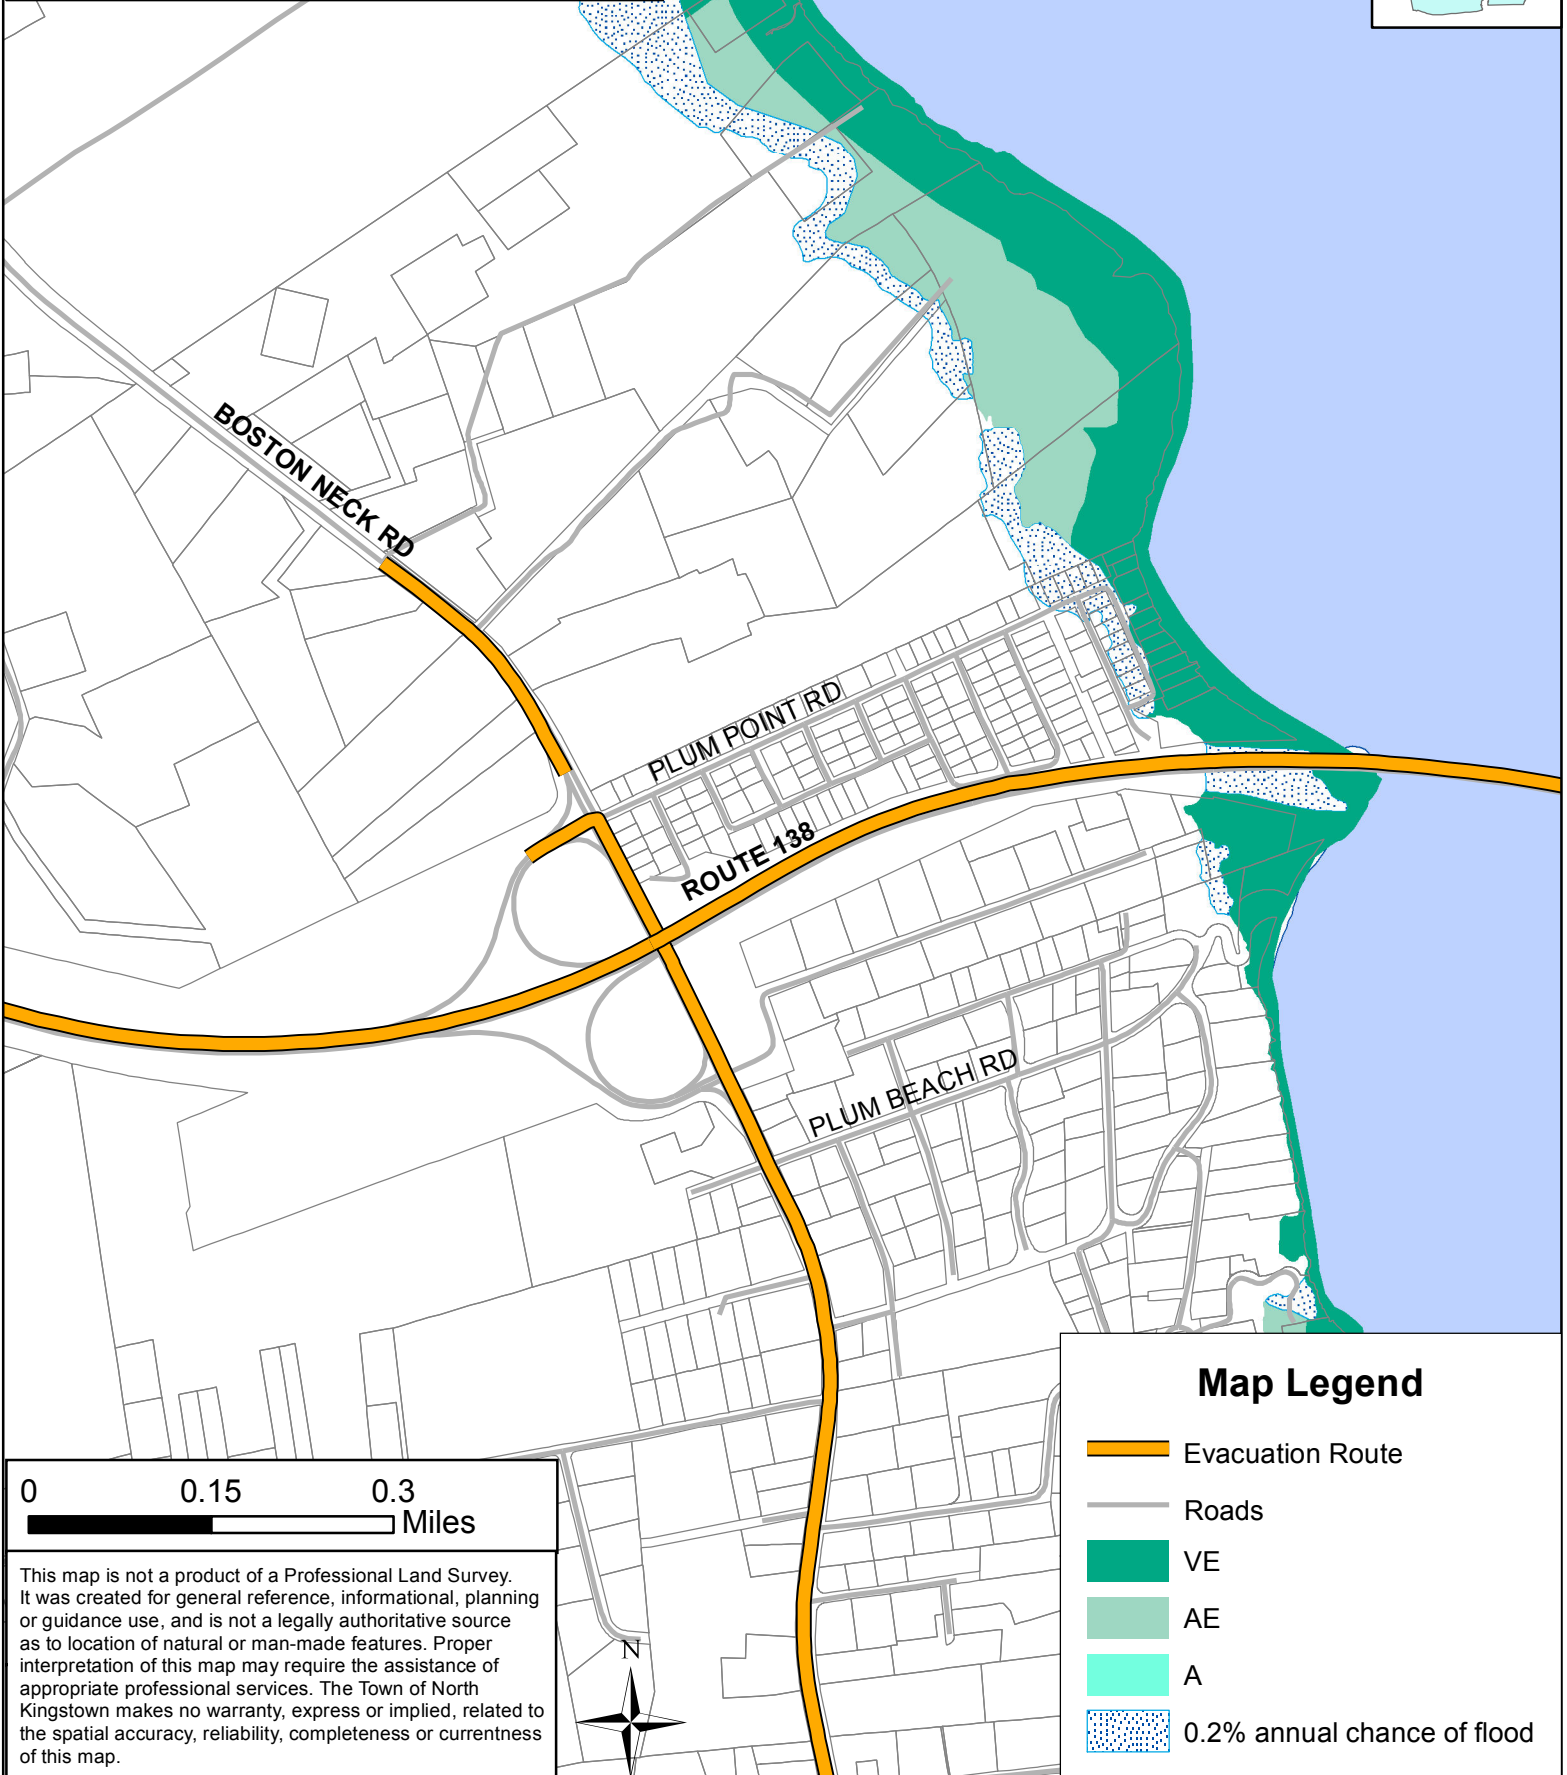 BOSTON NECK RD
PLUM POINT RD
ROUTE 138
PLUM BEACH RD
Map Legend
Evacuation Route
Roads
VE
AE
A
0.2% annual chance of flood
0 0.15 0.3
Miles
This map is not a product of a Professional Land Survey.
It was created for general reference, informational, planning
or guidance use, and is not a legally authoritative source
as to location of natural or man-made features. Proper
interpretation of this map may require the assistance of
appropriate professional services. The Town of North
Kingstown makes no warranty, express or implied, related to
the spatial accuracy, reliability, completeness or currentness
of this map.
N